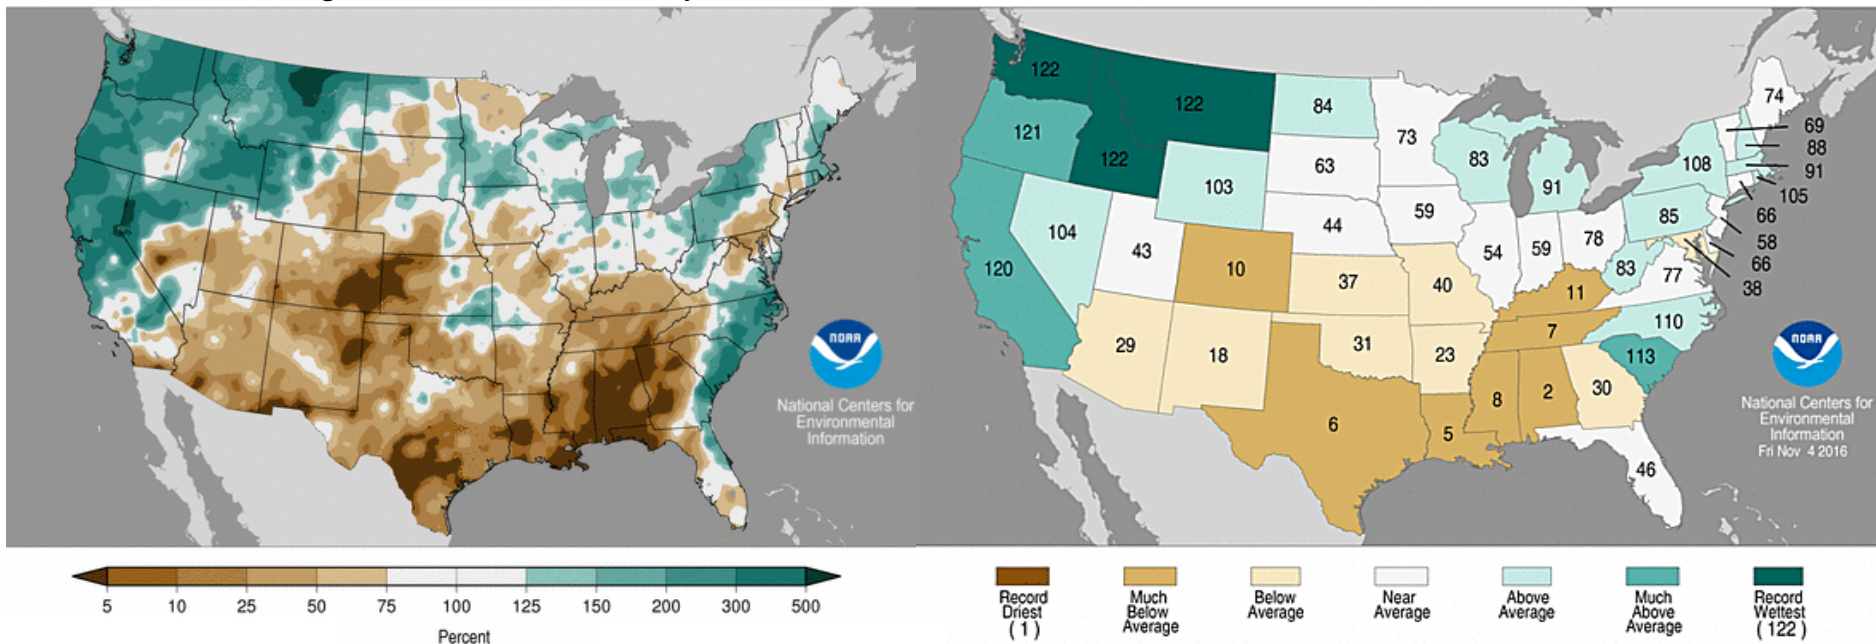 NOAA
National Centers for
Environmental
Information
5 10 25 50 75 100 125 150 200 300 500
Percent
122
122
84
74
73
121
69
122
88
63
83
108
91
103
91
105
59
85
66
104
44
58
43
54
59
78
66
120
10
83
77
38
37
40
11
110
7
29
18
31
23
113
NOAA
8
2
30
6
5
46
National Centers for
Environmental
Information
Fri Nov 4 2016
Record
Driest
(1)
Much
Below
Average
Below
Average
Near
Average
Above
Average
Much
Above
Average
Record
Wettest
(122)